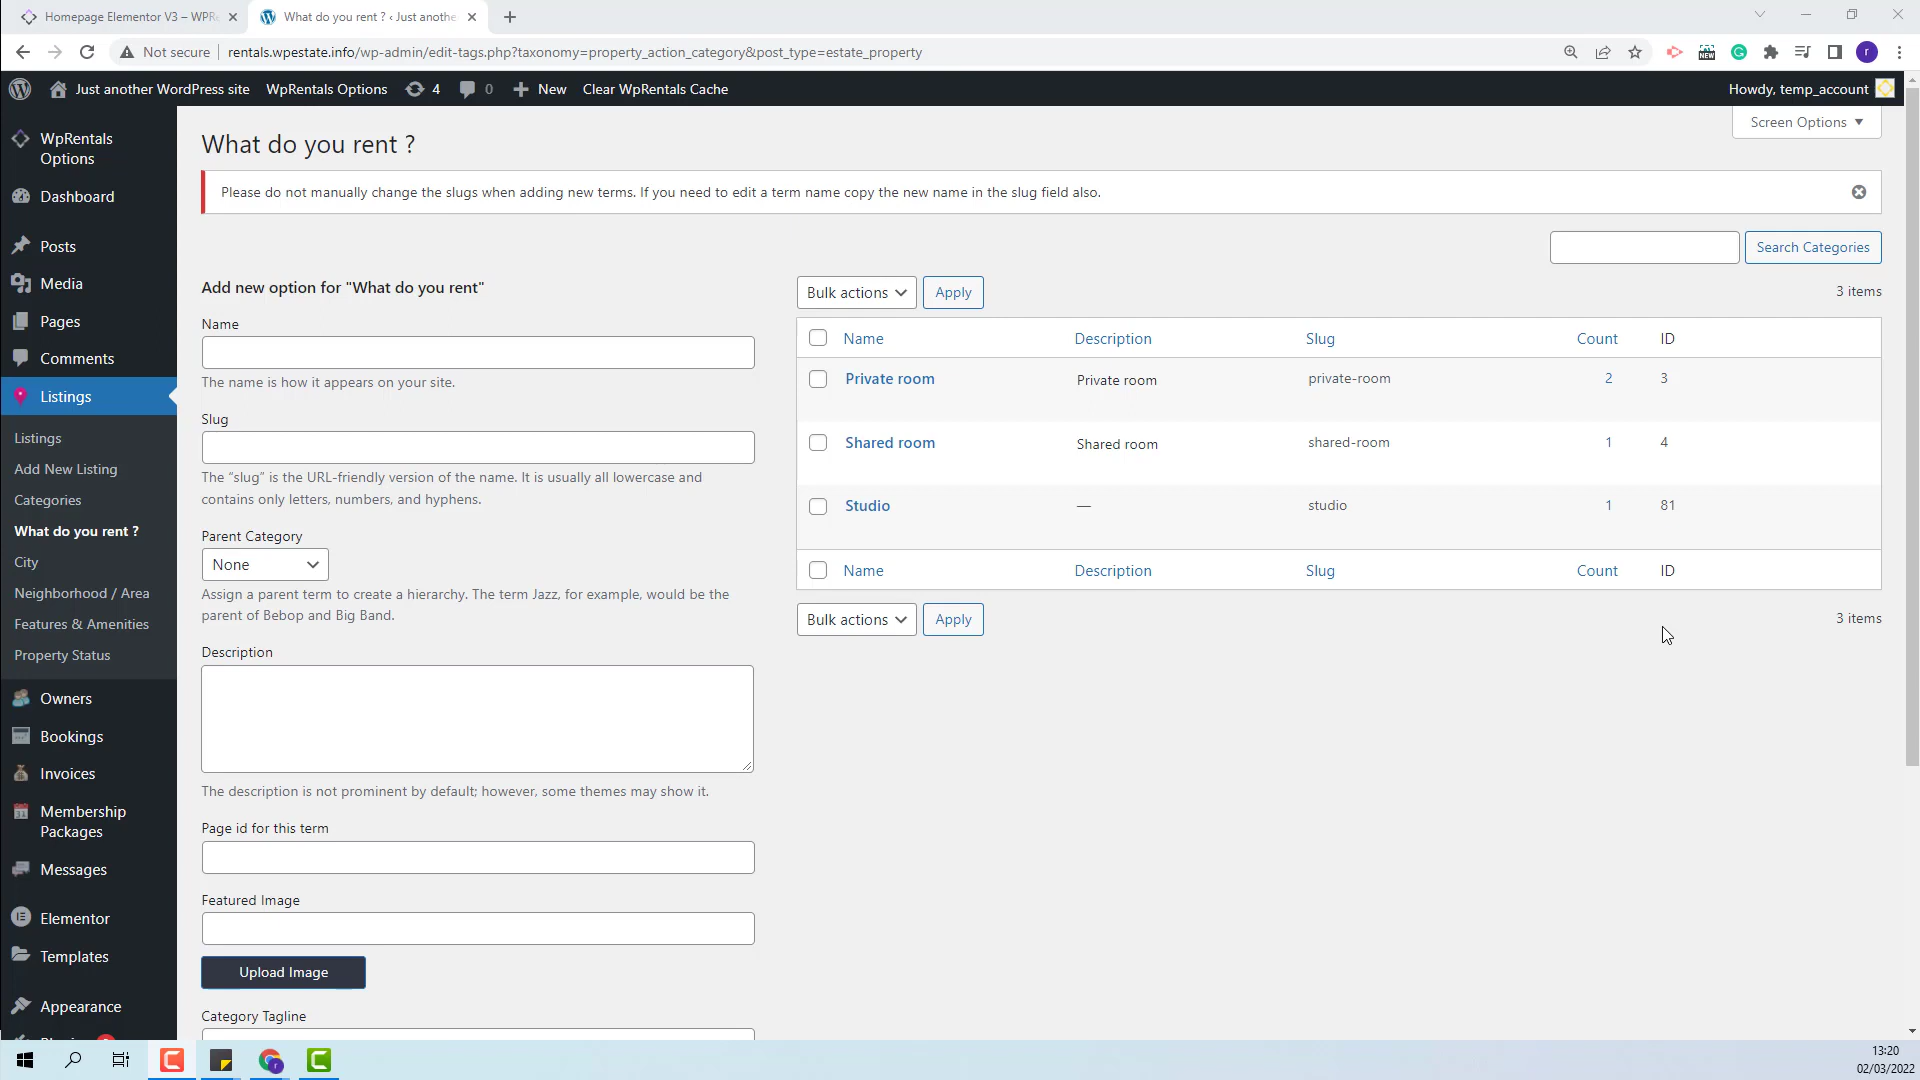 Homepage Elementor V3 – WPRe
What do you rent ? ‹ Just anothe
Not secure
rentals.wpestate.info/wp-admin/edit-tags.php?taxonomy=property_action_category&post_type=estate_property
NEW
r
Just another WordPress site
WpRentals Options
4
0
New
Clear WpRentals Cache
Howdy, temp_account
WpRentals
Options
Dashboard
Posts
Media
Pages
Comments
Listings
Listings
Add New Listing
Categories
What do you rent ?
City
Neighborhood / Area
Features & Amenities
Property Status
Owners
Bookings
Invoices
Membership
Packages
Messages
Elementor
Templates
Appearance
Screen Options
What do you rent ?
Please do not manually change the slugs when adding new terms. If you need to edit a term name copy the new name in the slug field also.
Search Categories
Add new option for "What do you rent"
Name
The name is how it appears on your site.
Slug
The “slug” is the URL-friendly version of the name. It is usually all lowercase and
contains only letters, numbers, and hyphens.
Parent Category
None
Assign a parent term to create a hierarchy. The term Jazz, for example, would be the
parent of Bebop and Big Band.
Description
The description is not prominent by default; however, some themes may show it.
Page id for this term
Featured Image
Upload Image
Category Tagline
Bulk actions
Apply
3 items
Name Description Slug Count ID
Private room Private room private-room 2 3
Shared room Shared room shared-room 1 4
Studio — studio 1 81
Name Description Slug Count ID
Bulk actions
Apply
3 items
13:20
02/03/2022